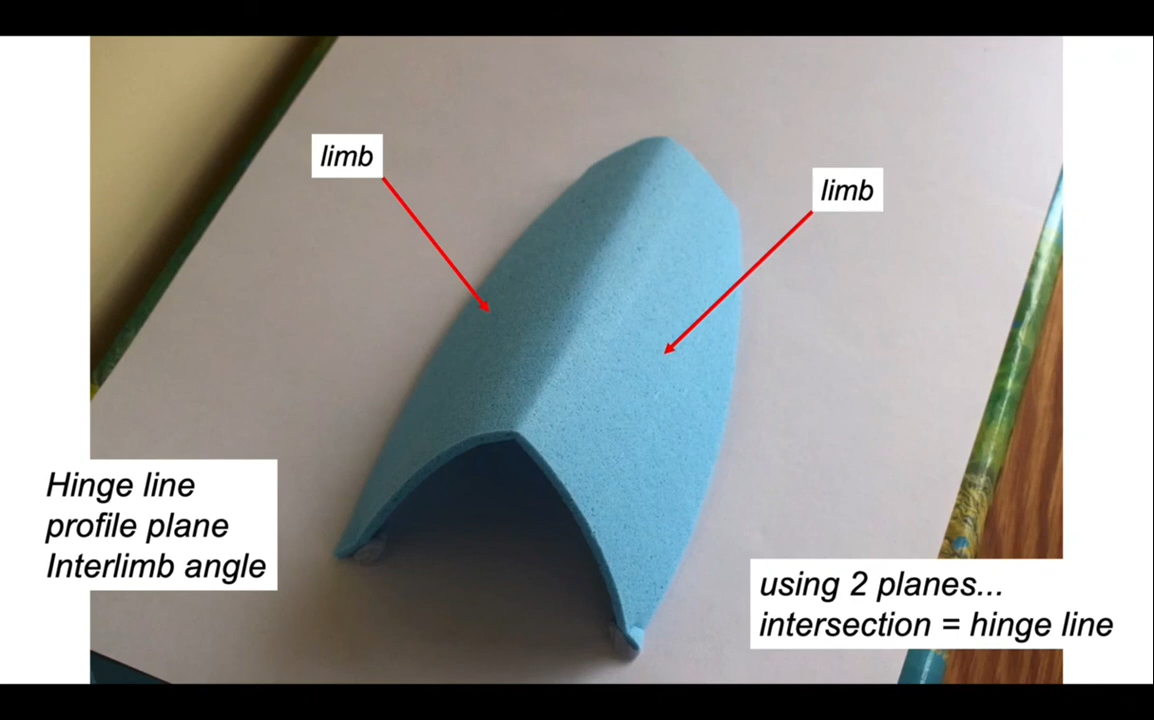 limb
limb
Hinge line
profile plane
Interlimb angle
using 2 planes...
intersection = hinge line